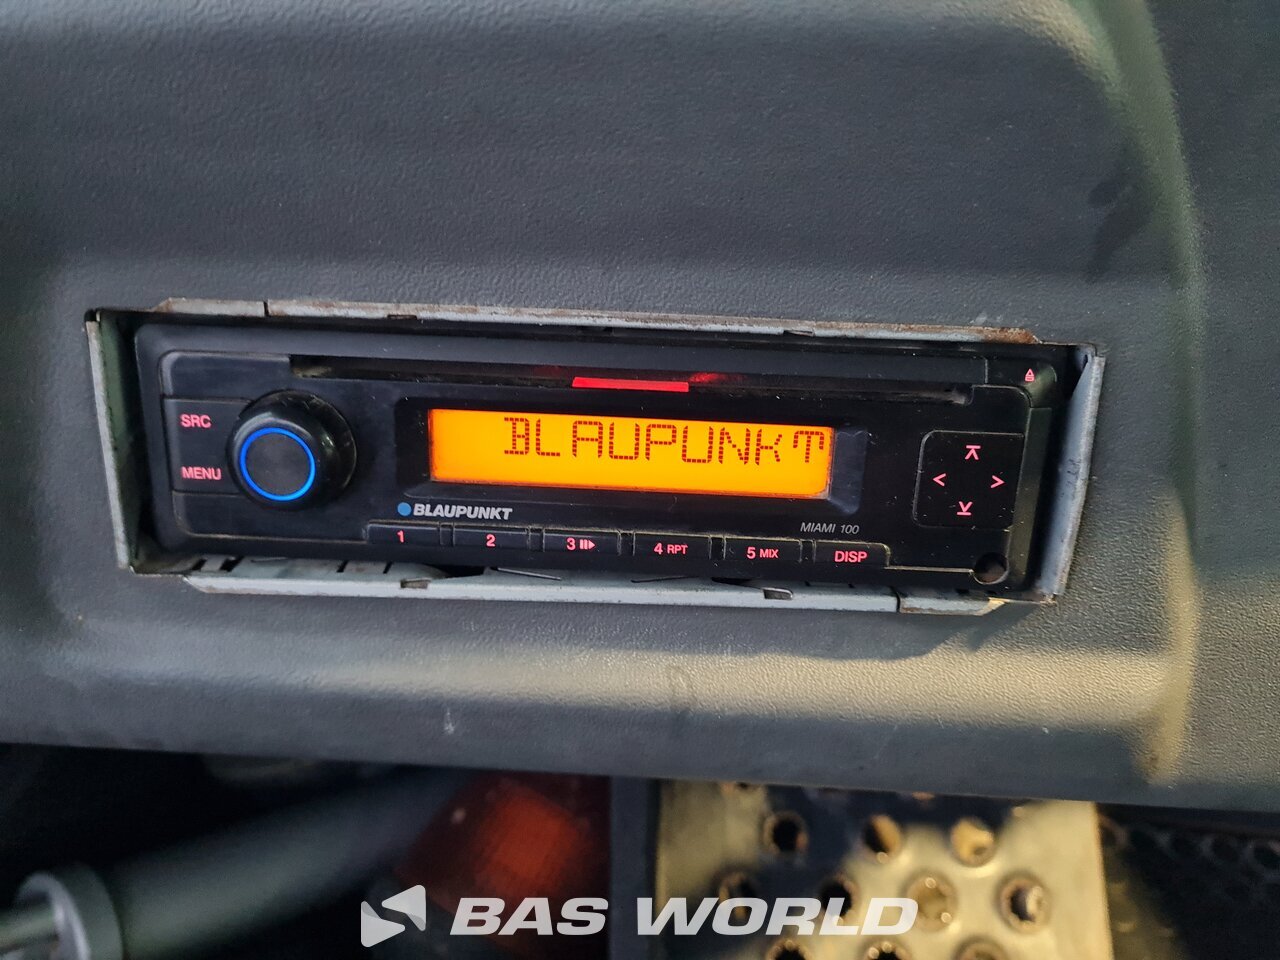 SRC
MENU
BLAUPUNKT
BLAUPUNKT
MIAMI 100
1
2
3
4 RPT
5 MIX
DISP
BAS WORLD